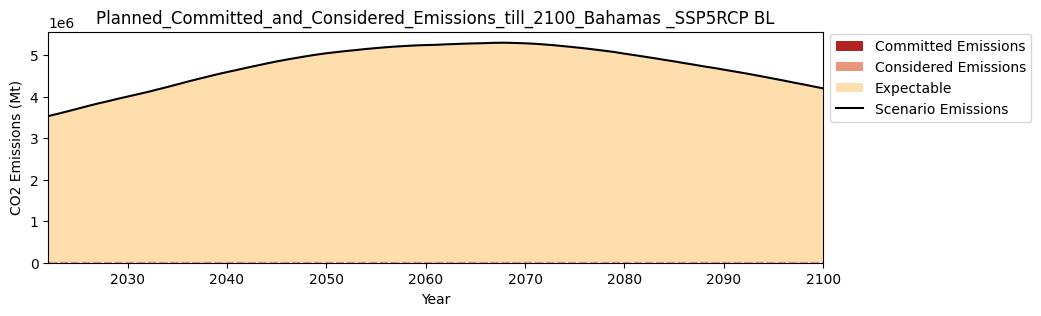 Planned_Committed_and_Considered_Emissions_till_2100_Bahamas _SSP5RCP BL
1e6
5
4
3
2
1
0
CO2 Emissions (Mt)
2030 2040 2050 2060 2070 2080 2090 2100
Year
Committed Emissions
Considered Emissions
Expectable
Scenario Emissions